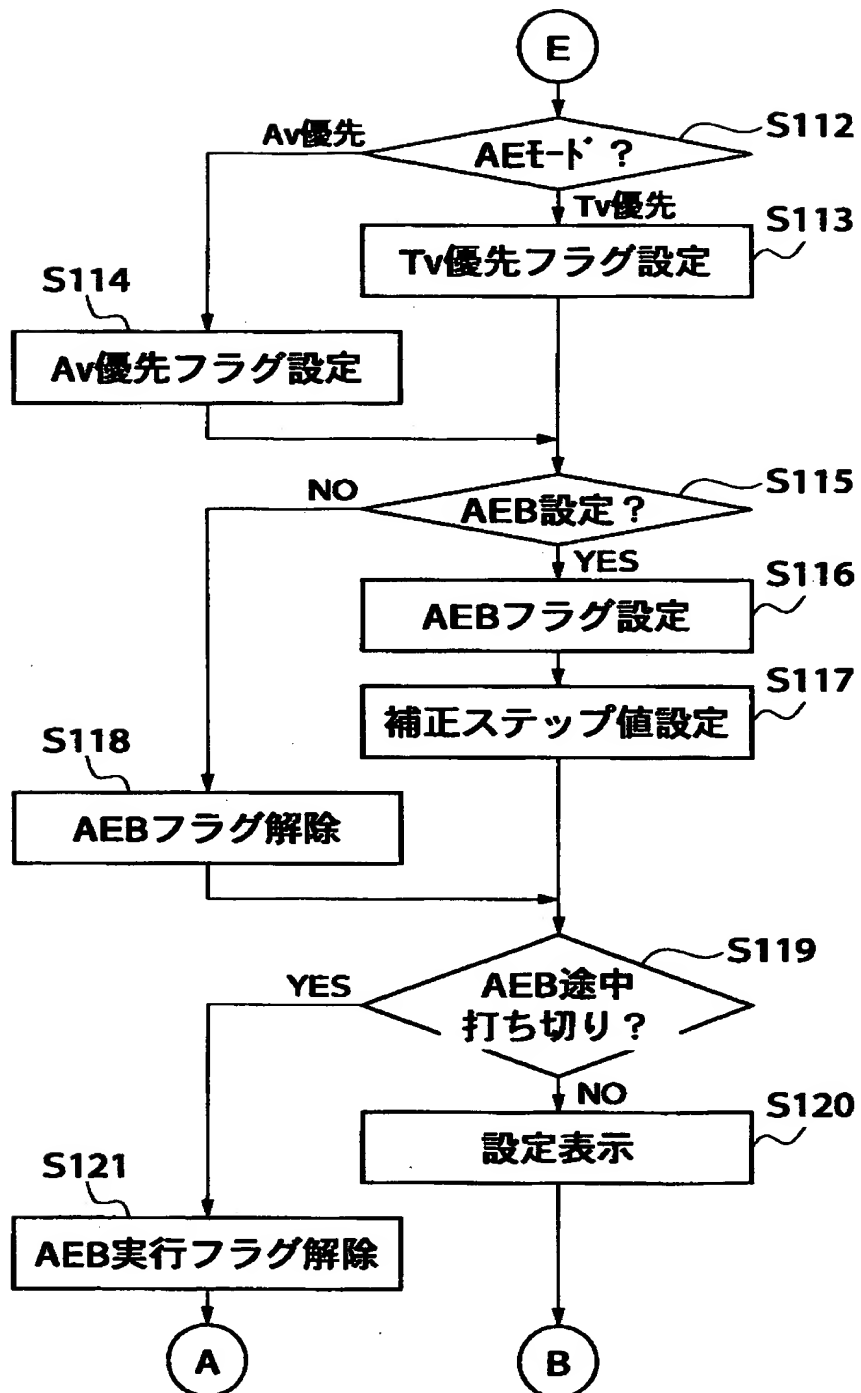 E
S112
Av優先
AEﾓｰﾄﾞ？
Tv優先
S113
Tv優先フラグ設定
S114
Av優先フラグ設定
S115
NO
AEB設定？
YES
S116
AEBフラグ設定
S117
補正ステップ値設定
S118
AEBフラグ解除
S119
YES
AEB途中
打ち切り？
NO
S120
設定表示
S121
AEB実行フラグ解除
A
B